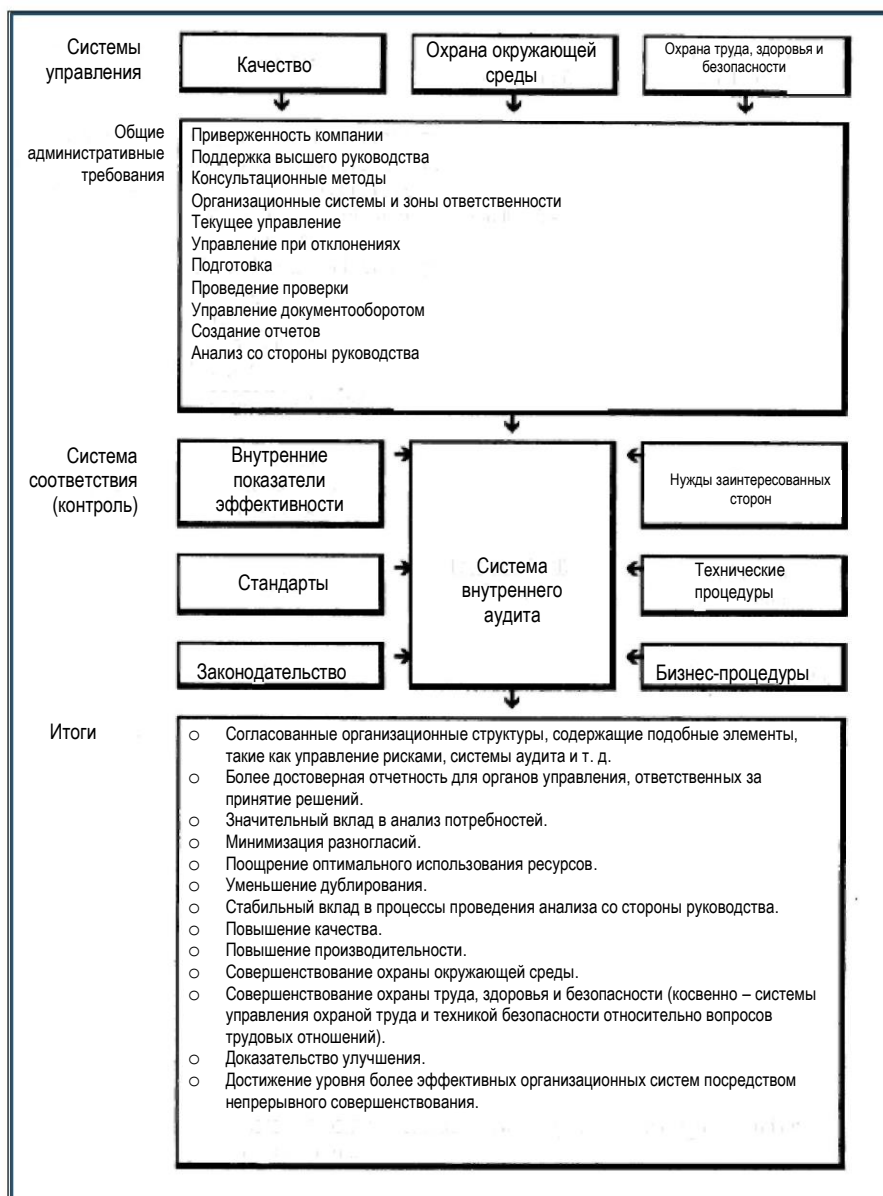 Системы
управления
Качество
Охрана окружающей
среды
Охрана труда, здоровья и
безопасности
Общие
административные
требования
Приверженность компании
Поддержка высшего руководства
Консультационные методы
Организационные системы и зоны ответственности
Текущее управление
Управление при отклонениях
Подготовка
Проведение проверки
Управление документооборотом
Создание отчетов
Анализ со стороны руководства
Система
соответствия
(контроль)
Внутренние
показатели
эффективности
Нужды заинтересованных
сторон
Стандарты
Система
внутреннего
аудита
Технические
процедуры
Законодательство
Бизнес-процедуры
Итоги
○ Согласованные организационные структуры, содержащие подобные элементы,
такие как управление рисками, системы аудита и т. д.
○ Более достоверная отчетность для органов управления, ответственных за
принятие решений.
○ Значительный вклад в анализ потребностей.
○ Минимизация разногласий.
○ Поощрение оптимального использования ресурсов.
○ Уменьшение дублирования.
○ Стабильный вклад в процессы проведения анализа со стороны руководства.
○ Повышение качества.
○ Повышение производительности.
○ Совершенствование охраны окружающей среды.
○ Совершенствование охраны труда, здоровья и безопасности (косвенно – системы
управления охраной труда и техникой безопасности относительно вопросов
трудовых отношений).
○ Доказательство улучшения.
○ Достижение уровня более эффективных организационных систем посредством
непрерывного совершенствования.